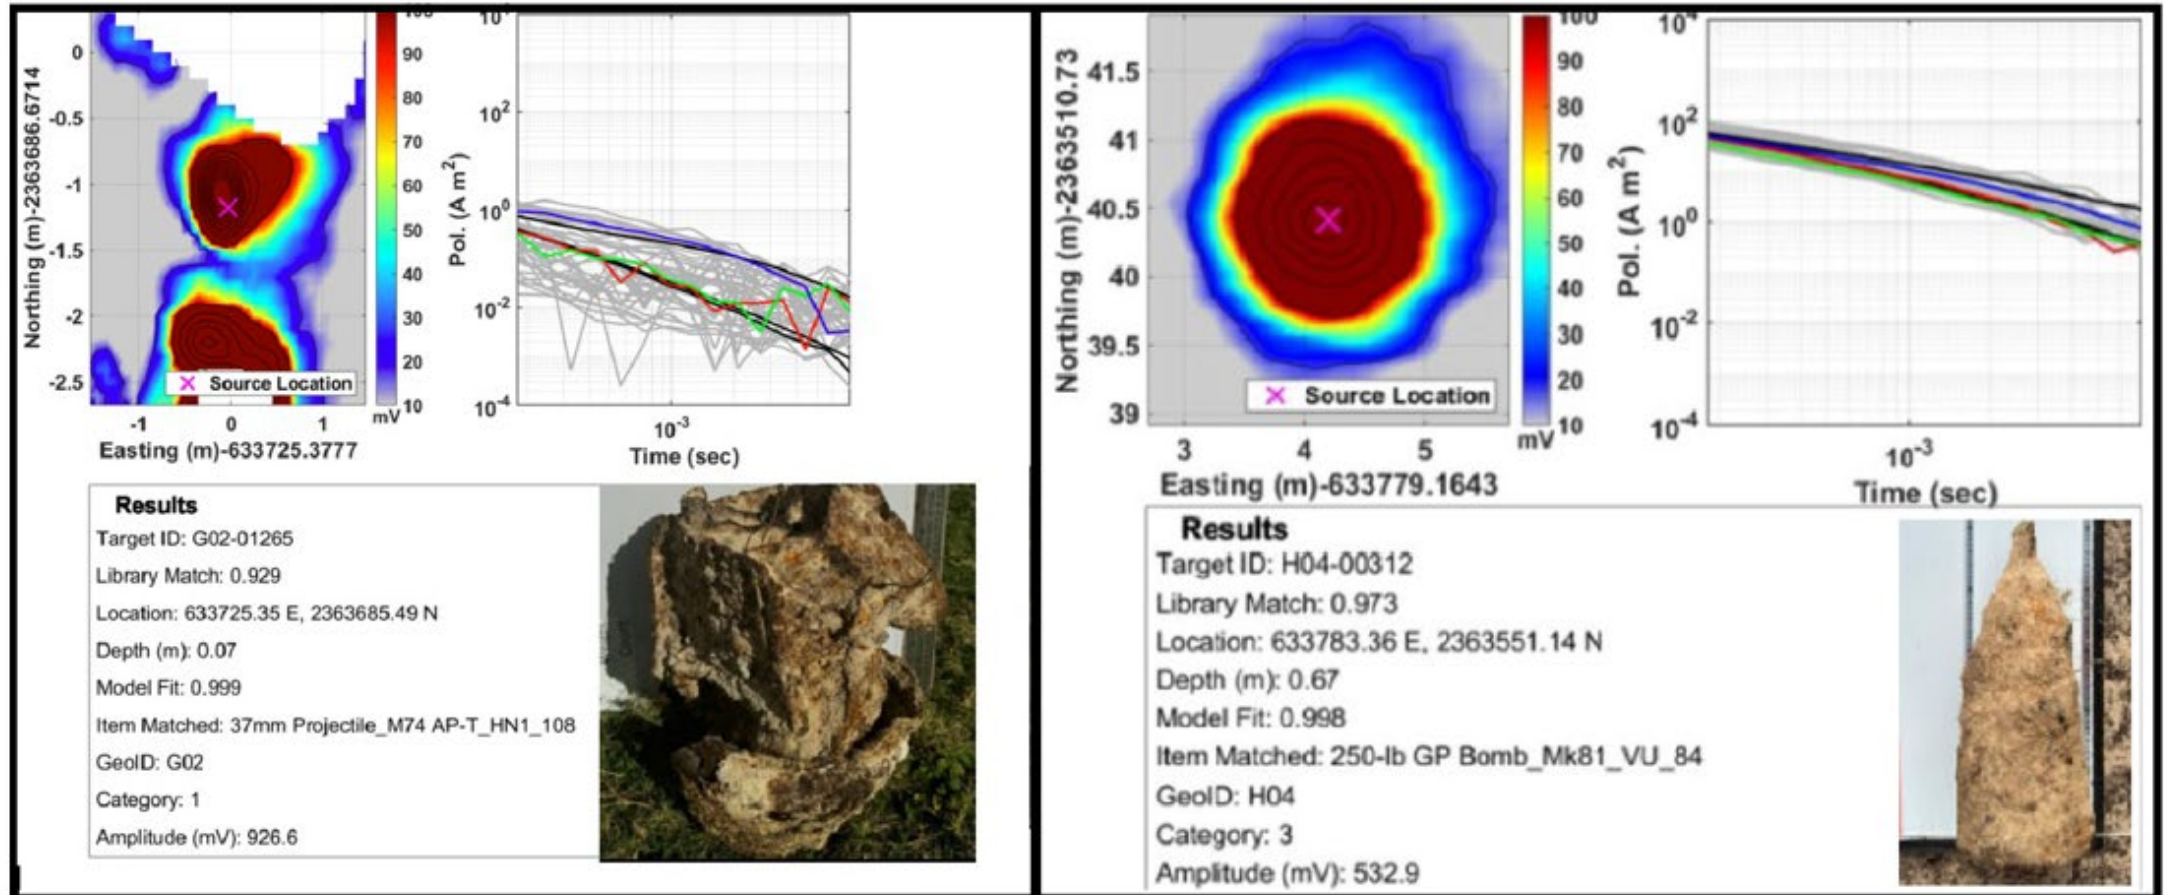 0
-0.5
-1
-1.5
-2
-2.5
Northing (m)-2363686.6714
-1
0
1
Easting (m)-633725.3777
Source Location
100
90
80
70
60
50
40
30
20
10
mV
10⁴
10²
10⁰
10⁻²
10⁻⁴
Pol. (A m²)
10⁻³
Time (sec)
Results
Target ID: G02-01265
Library Match: 0.929
Location: 633725.35 E, 2363685.49 N
Depth (m): 0.07
Model Fit: 0.999
Item Matched: 37mm Projectile_M74 AP-T_HN1_108
GeoID: G02
Category: 1
Amplitude (mV): 926.6
41.5
41
40.5
40
39.5
39
Northing (m)-2363510.73
3
4
5
Easting (m)-633779.1643
Source Location
100
90
80
70
60
50
40
30
20
10
mV
10⁴
10²
10⁰
10⁻²
10⁻⁴
Pol. (A m²)
10⁻³
Time (sec)
Results
Target ID: H04-00312
Library Match: 0.973
Location: 633783.36 E, 2363551.14 N
Depth (m): 0.67
Model Fit: 0.998
Item Matched: 250-lb GP Bomb_Mk81_VU_84
GeoID: H04
Category: 3
Amplitude (mV): 532.9